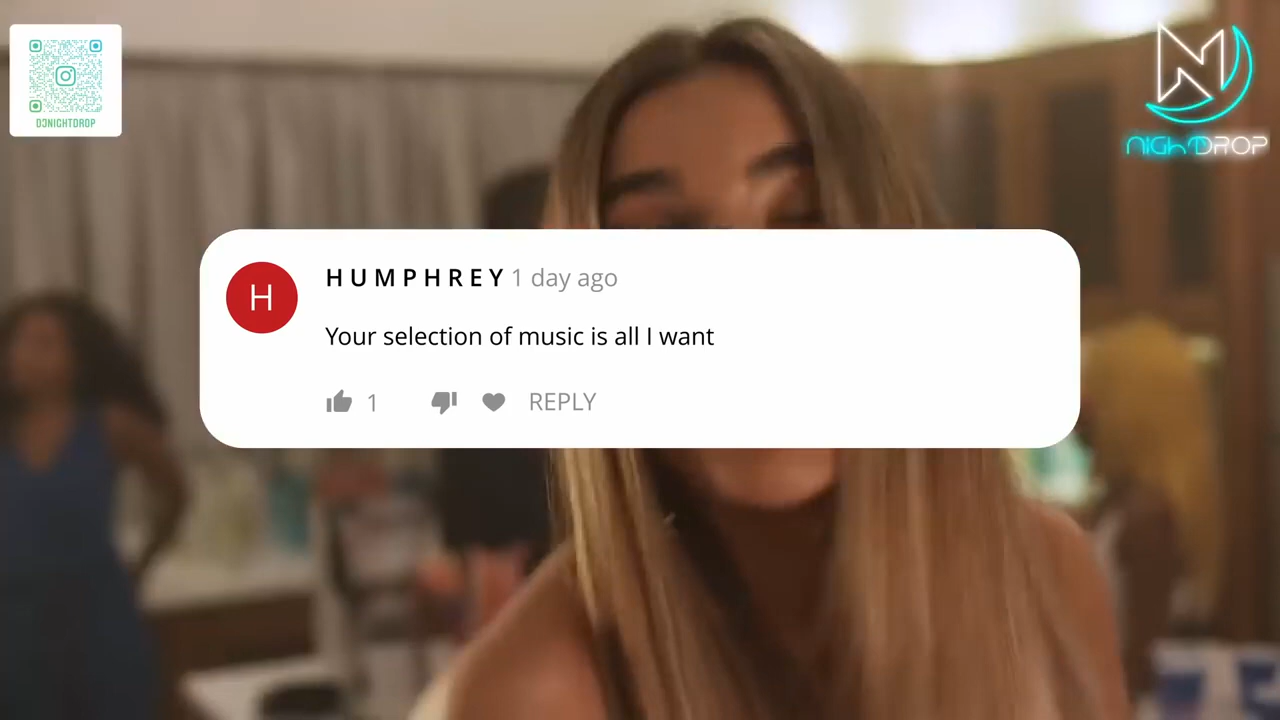 DJNIGHTDROP
NIGHTDROP
H
HUMPHREY 1 day ago
Your selection of music is all I want
1
REPLY